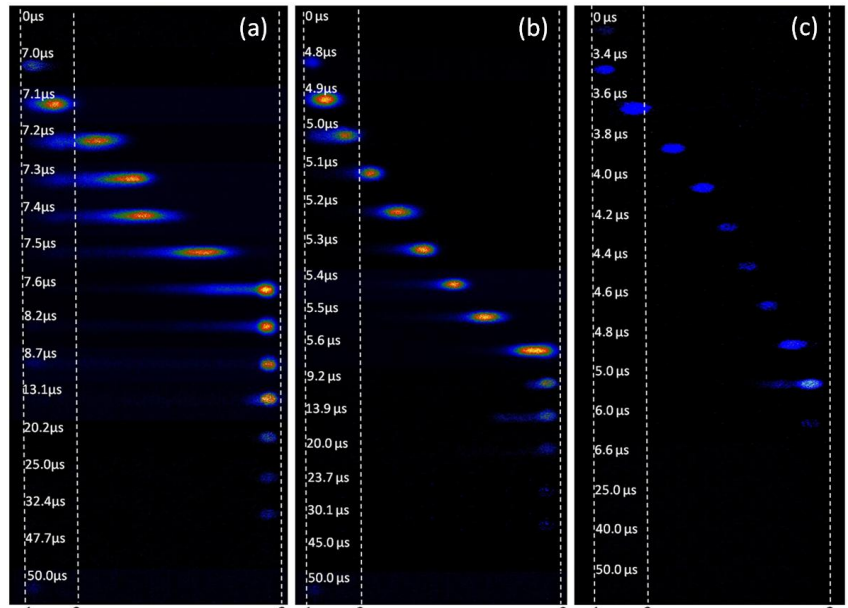 (a)
0μs
7.0μs
7.1μs
7.2μs
7.3μs
7.4μs
7.5μs
7.6μs
8.2μs
8.7μs
13.1μs
20.2μs
25.0μs
32.4μs
47.7μs
50.0μs
(b)
0μs
4.8μs
4.9μs
5.0μs
5.1μs
5.2μs
5.3μs
5.4μs
5.5μs
5.6 μs
9.2 μs
13.9 μs
20.0 μs
23.7 μs
30.1 μs
45.0 μs
50.0 μs
(c)
0 μs
3.4 μs
3.6 μs
3.8 μs
4.0 μs
4.2 μs
4.4 μs
4.6 μs
4.8 μs
5.0 μs
6.0 μs
6.6 μs
25.0 μs
40.0 μs
50.0 μs